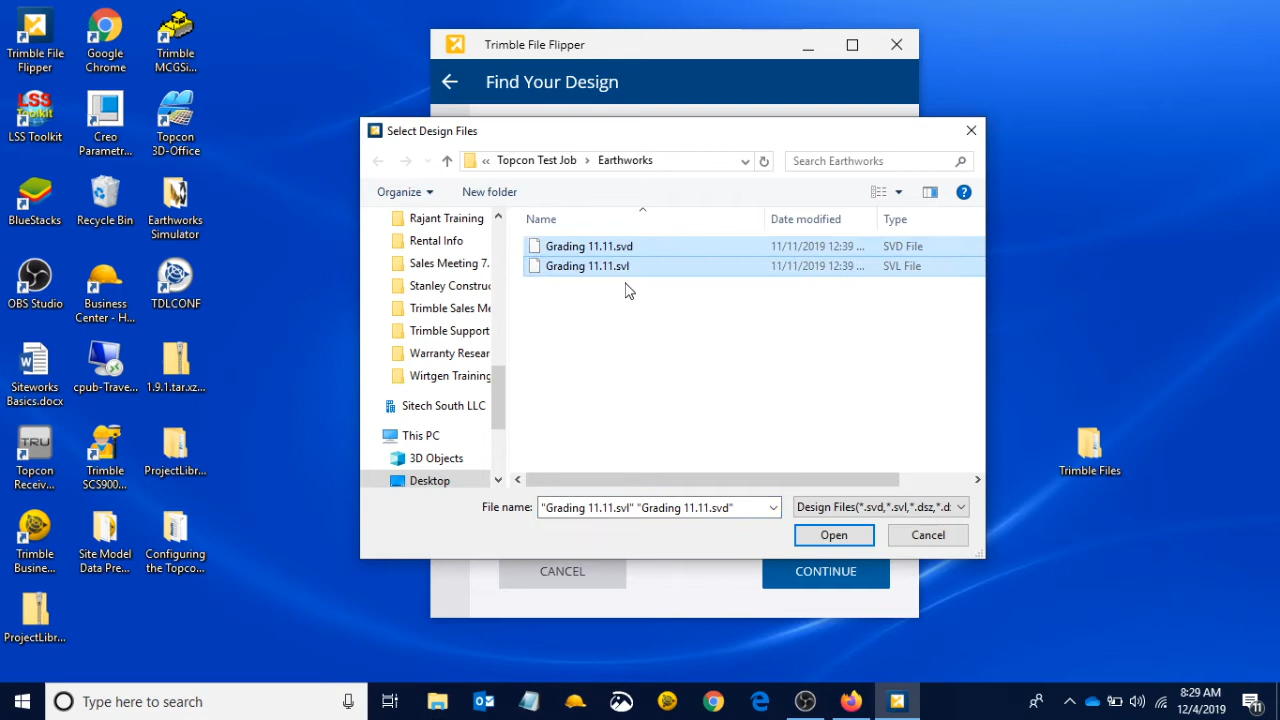 Trimble File
Flipper
Google
Chrome
Trimble
MCGSi...
LSS Toolkit
Creo
Parametr...
Topcon
3D-Office
BlueStacks
Recycle Bin
Earthworks
Simulator
OBS Studio
Business
Center - H...
TDLCONF
Siteworks
Basics.docx
cpub-Trave...
1.9.1.tar.xz...
TRU
Topcon
Receiv...
Trimble
SCS900...
ProjectLibr...
Trimble
Busine...
Site Model
Data Pre...
Configuring
the Topco...
ProjectLibr...
Trimble File Flipper
Find Your Design
Select Design Files
« Topcon Test Job › Earthworks
Search Earthworks
Organize
New folder
Name
Date modified
Type
Grading 11.11.svd
11/11/2019 12:39 ...
SVD File
Grading 11.11.svl
11/11/2019 12:39 ...
SVL File
Rajant Training
Rental Info
Sales Meeting 7.
Stanley Constru
Trimble Sales Me
Trimble Support
Warranty Resear
Wirtgen Training
Sitech South LLC
This PC
3D Objects
Desktop
File name:
"Grading 11.11.svl" "Grading 11.11.svd"
Design Files(*.svd,*.svl,*.dsz,*.d:
Open
Cancel
CANCEL
CONTINUE
Trimble Files
Type here to search
8:29 AM
12/4/2019
11